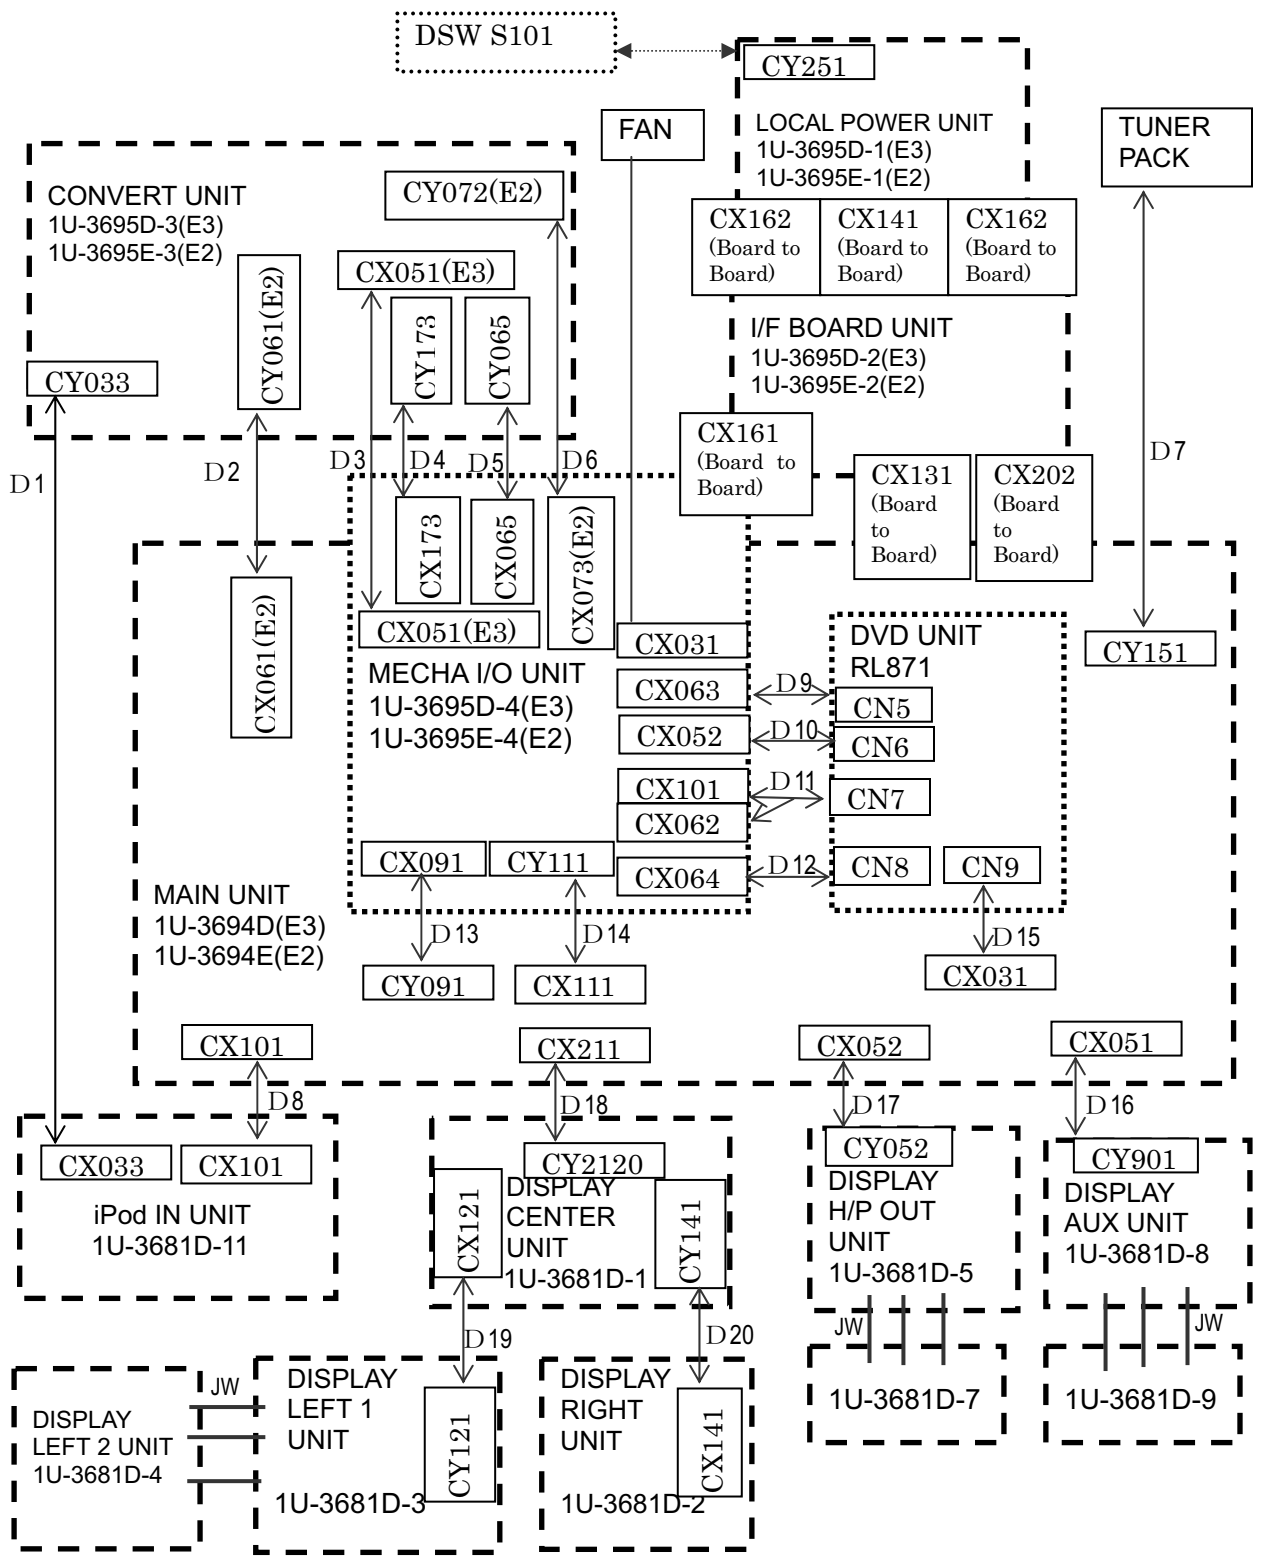 DSW S101
CY251
LOCAL POWER UNIT
1U-3695D-1(E3)
1U-3695E-1(E2)
FAN
TUNER
PACK
CONVERT UNIT
1U-3695D-3(E3)
1U-3695E-3(E2)
CY072(E2)
CX051(E3)
CY061(E2)
CY173
CY065
CY033
CX162
(Board to
Board)
CX141
(Board to
Board)
CX162
(Board to
Board)
I/F BOARD UNIT
1U-3695D-2(E3)
1U-3695E-2(E2)
CX161
(Board to
Board)
CX131
(Board
to
Board)
CX202
(Board
to
Board)
D1
D2
D3
D4
D5
D6
D7
CX173
CX065
CX073(E2)
CX061(E2)
CX051(E3)
MECHA I/O UNIT
1U-3695D-4(E3)
1U-3695E-4(E2)
CX031
CX063
CX052
CX101
CX062
CX064
D9
D10
D11
D12
DVD UNIT
RL871
CN5
CN6
CN7
CN8
CN9
CY151
CX091
CY111
MAIN UNIT
1U-3694D(E3)
1U-3694E(E2)
D13
D14
D15
CY091
CX111
CX031
CX101
CX211
CX052
CX051
D8
D18
D17
D16
CX033
CX101
iPod IN UNIT
1U-3681D-11
CY2120
CX121
DISPLAY
CENTER
UNIT
1U-3681D-1
CY141
CY052
DISPLAY
H/P OUT
UNIT
1U-3681D-5
CY901
DISPLAY
AUX UNIT
1U-3681D-8
D19
D20
JW
JW
1U-3681D-7
1U-3681D-9
DISPLAY
LEFT 2 UNIT
1U-3681D-4
JW
DISPLAY
LEFT 1
UNIT
1U-3681D-3
CY121
DISPLAY
RIGHT
UNIT
1U-3681D-2
CX141